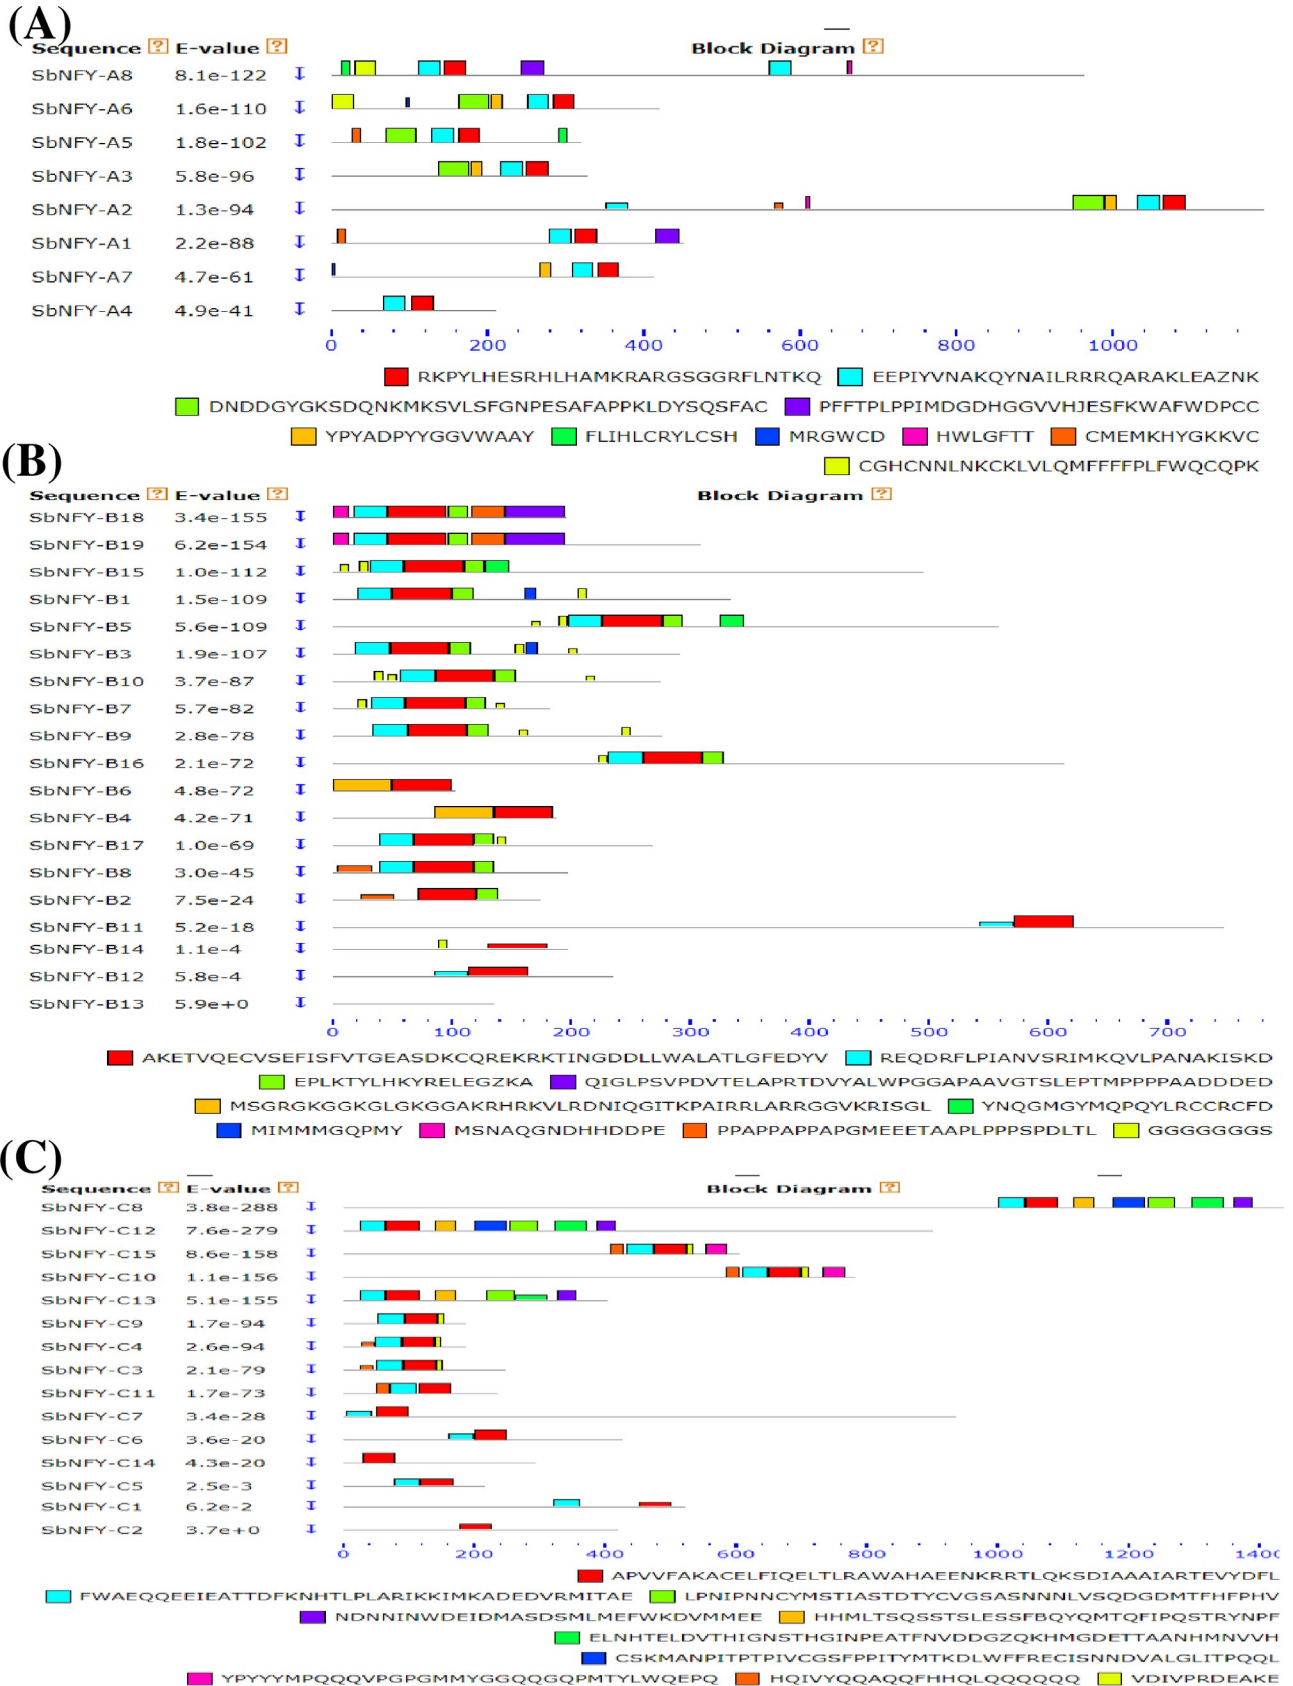 (A)
Sequence ? E-value ? Block Diagram ?
SbNFY-A8 8.1e-122
SbNFY-A6 1.6e-110
SbNFY-A5 1.8e-102
SbNFY-A3 5.8e-96
SbNFY-A2 1.3e-94
SbNFY-A1 2.2e-88
SbNFY-A7 4.7e-61
SbNFY-A4 4.9e-41
0 200 400 600 800 1000
RKPYLHESRHLHAMKRARGSGGRFLNTKQ EEPIYVNAKQYNAILRRRQARAKLEAZNK
DNDDGYGKSDQNKMKSVLSFGNPESAFAPPKLDYSQSFAC PFFTPLPPIMDGDHGGVVHJESFKWAFWDPCC
YPYADPYYGGVWAAY FLIHLCRYLCSH MRGWCD HWLGFTT CMEMKHYGKKVC
CGHCNNLNKCKLVLQMFFFFPLFWQCQPK
(B)
Sequence ? E-value ? Block Diagram ?
SbNFY-B18 3.4e-155
SbNFY-B19 6.2e-154
SbNFY-B15 1.0e-112
SbNFY-B1 1.5e-109
SbNFY-B5 5.6e-109
SbNFY-B3 1.9e-107
SbNFY-B10 3.7e-87
SbNFY-B7 5.7e-82
SbNFY-B9 2.8e-78
SbNFY-B16 2.1e-72
SbNFY-B6 4.8e-72
SbNFY-B4 4.2e-71
SbNFY-B17 1.0e-69
SbNFY-B8 3.0e-45
SbNFY-B2 7.5e-24
SbNFY-B11 5.2e-18
SbNFY-B14 1.1e-4
SbNFY-B12 5.8e-4
SbNFY-B13 5.9e+0
0 100 200 300 400 500 600 700
AKETVQECVSEFISFVTGEASDKCQREKRKTINGDDLLWALATLGFEDYV REQDRFLPIANVSRIMKQVLPANAKISKD
EPLKTYLHKYRELEGZKA QIGLPSVPDVTELAPRTDVYALWPGGAPAAVGTSLEPTMPPPPAADDDED
MSGRGKGGKGLGKGGAKRHRKVLRDNIQGITKPAIRRLARRGGVKRISGL YNQGMGYMQPQYLRCCRCFD
MIMMMGQPMY MSNAQGNDHHDDPE PPAPPAPPAPGMEEETAAPLPPPSPDLTL GGGGGGGS
(C)
Sequence ? E-value ? Block Diagram ?
SbNFY-C8 3.8e-288
SbNFY-C12 7.6e-279
SbNFY-C15 8.6e-158
SbNFY-C10 1.1e-156
SbNFY-C13 5.1e-155
SbNFY-C9 1.7e-94
SbNFY-C4 2.6e-94
SbNFY-C3 2.1e-79
SbNFY-C11 1.7e-73
SbNFY-C7 3.4e-28
SbNFY-C6 3.6e-20
SbNFY-C14 4.3e-20
SbNFY-C5 2.5e-3
SbNFY-C1 6.2e-2
SbNFY-C2 3.7e+0
0 200 400 600 800 1000 1200 1400
APVVFAKACELFIQELTLRAWAHAEENKRRTLQKSDIAAAIARTEVYDFL
FWAEQQEEIEATTDFKNHTLPLARIKKIMKADEDVRMITAE LPNIPNNCYMSTIASTDTYCVGSASNNNLVSQDGDMTFHFPHV
NDNNINWDEIDMASDSMLMEFWKDVMMEE HHMLTSQSSTSLESSFBQYQMTQFIPQSTRYNPF
ELNHTELDVTHIGNSTHGINPEATFNVDDGZQKHMGDETTAANHMNVVH
CSKMANPITPTPIVCGSFPPITYMTKDLWFFRECISNNDVALGLITPQQL
YPYYYMPQQQVPGPGMMYGGQQGQPMTYLWQEPQ HQIVYQQAQQFHHQLQQQQQQ VDIVPRDEAKE